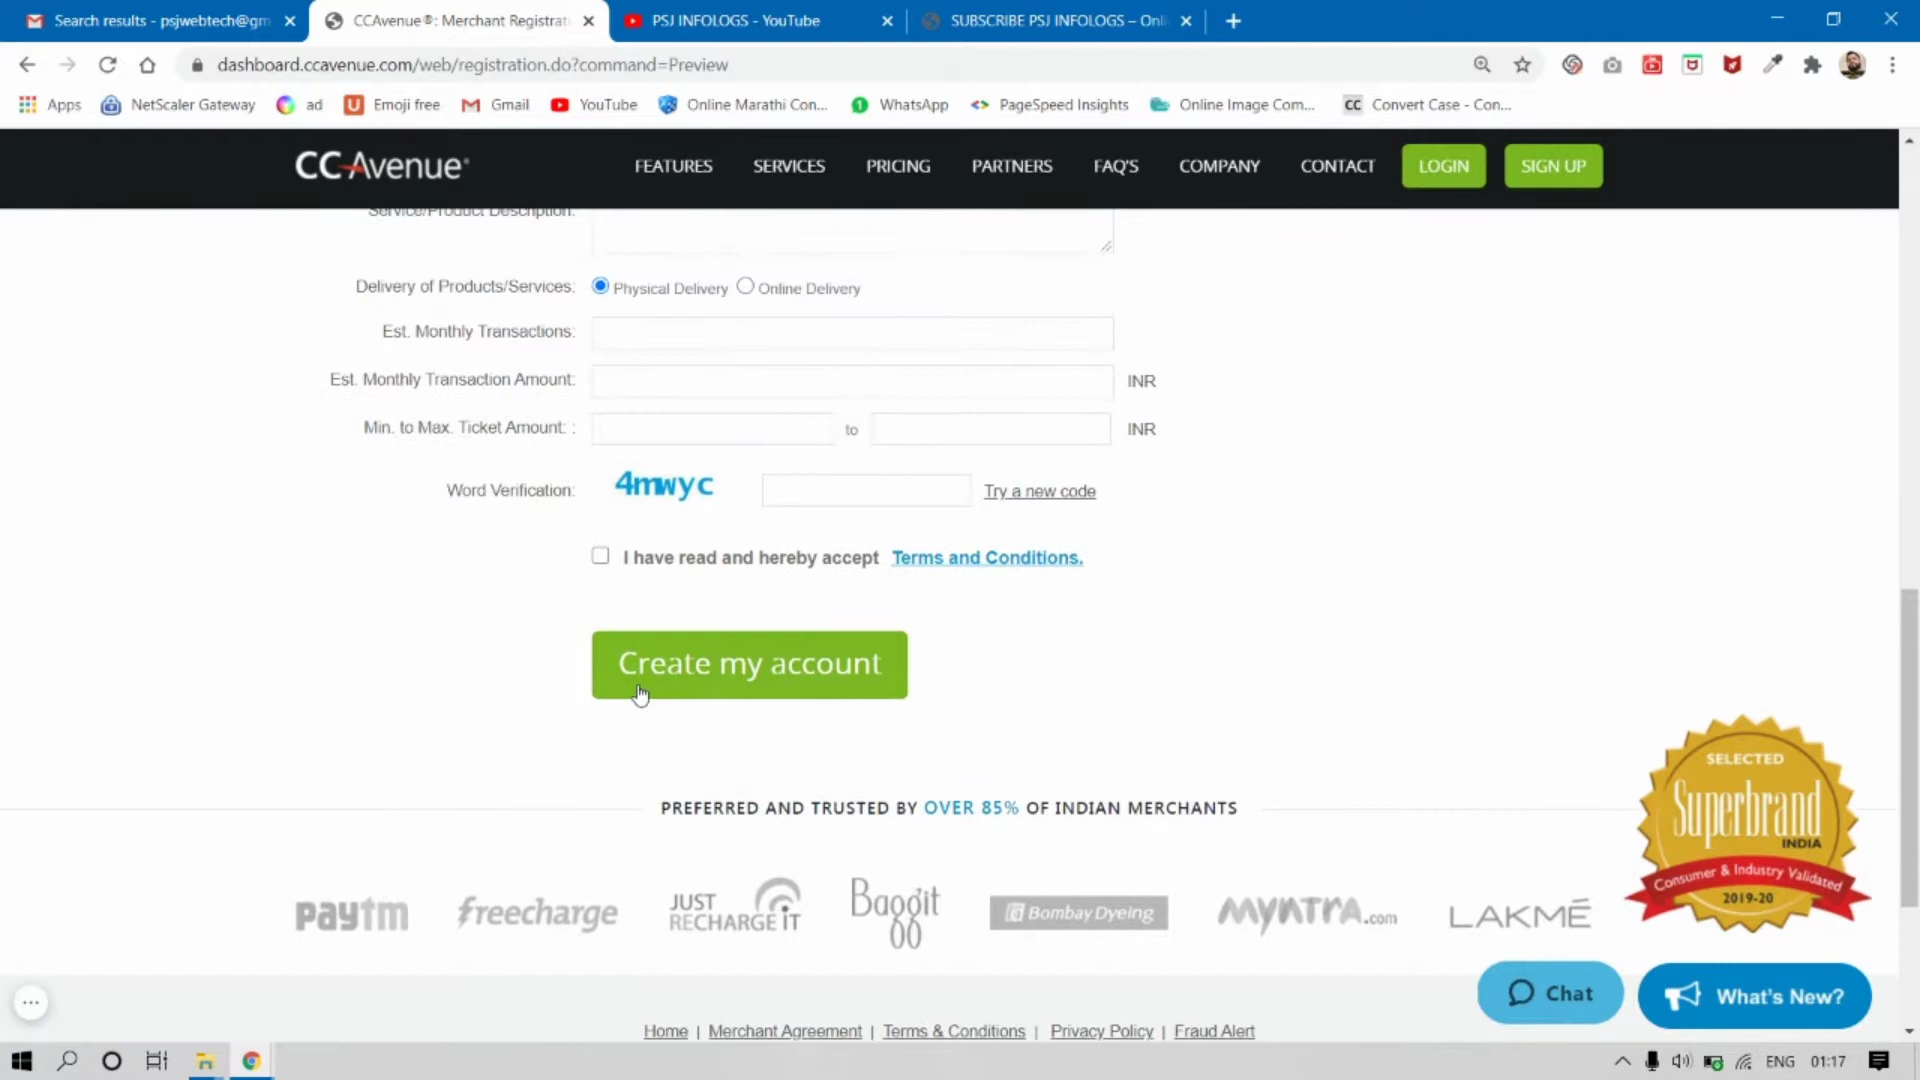 Search results - psjwebtech@gm
CCAvenue®: Merchant Registrat
PSJ INFOLOGS - YouTube
SUBSCRIBE PSJ INFOLOGS – Onli
dashboard.ccavenue.com/web/registration.do?command=Preview
Apps
NetScaler Gateway
ad
Emoji free
Gmail
YouTube
Online Marathi Con...
WhatsApp
PageSpeed Insights
Online Image Com...
CC Convert Case - Con...
CCAvenue
FEATURES
SERVICES
PRICING
PARTNERS
FAQ'S
COMPANY
CONTACT
LOGIN
SIGN UP
Service/Product Description:
Delivery of Products/Services:
Physical Delivery
Online Delivery
Est. Monthly Transactions:
Est. Monthly Transaction Amount:
INR
Min. to Max. Ticket Amount: :
to
INR
Word Verification:
4mwyc
Try a new code
I have read and hereby accept Terms and Conditions.
Create my account
PREFERRED AND TRUSTED BY OVER 85% OF INDIAN MERCHANTS
SELECTED
Superbrand
INDIA
Consumer & Industry Validated
2019-20
paytm
freecharge
JUST
RECHARGE IT
Baggit
Bombay Dyeing
Myntra.com
LAKMÉ
Chat
What's New?
Home | Merchant Agreement | Terms & Conditions | Privacy Policy | Fraud Alert
ENG
01:17